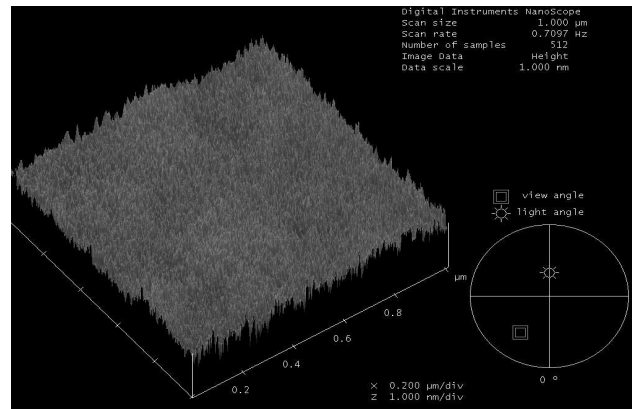 Digital Instruments NanoScope
Scan size 1.000 µm
Scan rate 0.7097 Hz
Number of samples 512
Image Data Height
Data scale 1.000 nm
view angle
light angle
µm
0.8
0.6
0.4
0.2
X 0.200 µm/div
Z 1.000 nm/div
0 °